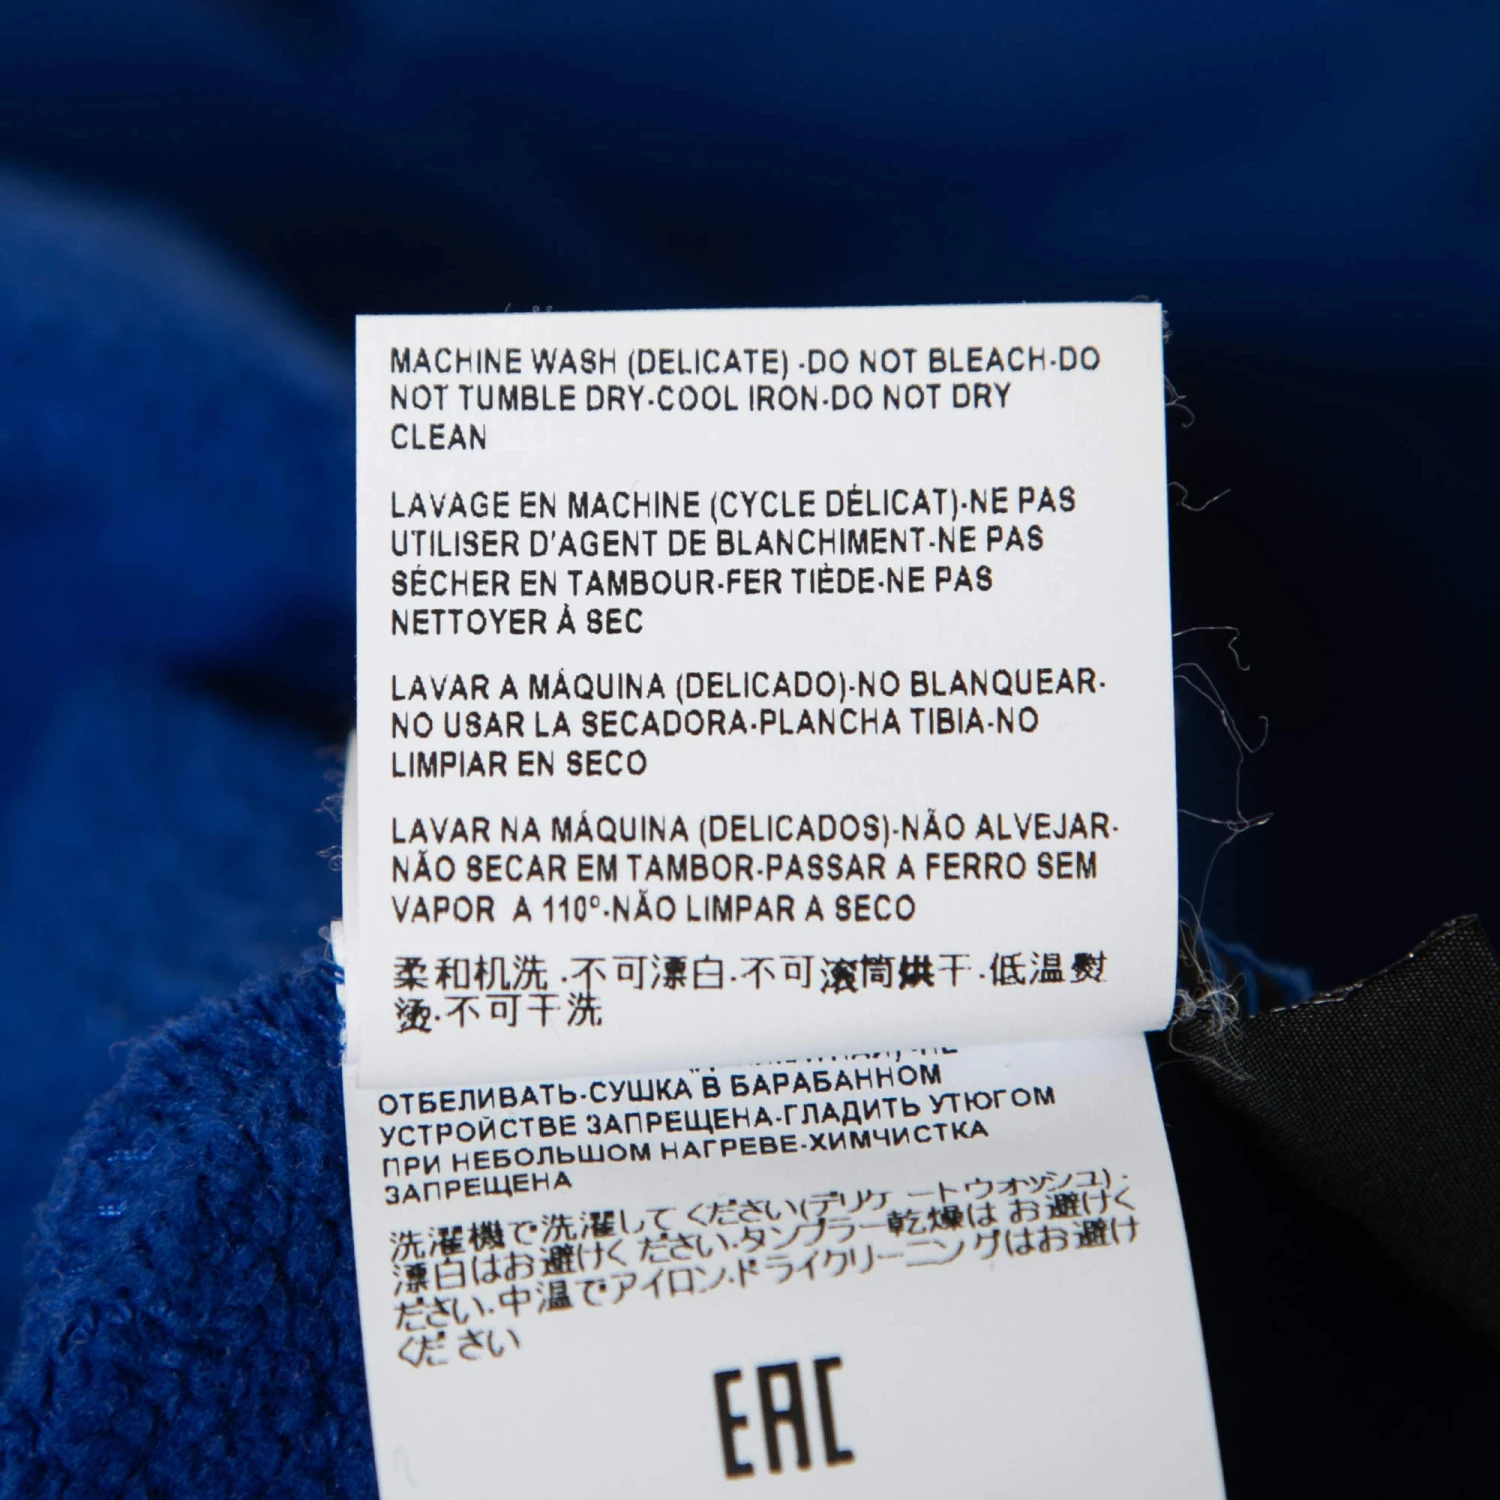 MACHINE WASH (DELICATE) -DO NOT BLEACH-DO
NOT TUMBLE DRY-COOL IRON-DO NOT DRY
CLEAN
LAVAGE EN MACHINE (CYCLE DÉLICAT)-NE PAS
UTILISER D'AGENT DE BLANCHIMENT-NE PAS
SÉCHER EN TAMBOUR-FER TIÈDE-NE PAS
NETTOYER À SEC
LAVAR A MÁQUINA (DELICADO)-NO BLANQUEAR-
NO USAR LA SECADORA-PLANCHA TIBIA-NO
LIMPIAR EN SECO
LAVAR NA MÁQUINA (DELICADOS)-NÃO ALVEJAR-
NÃO SECAR EM TAMBOR-PASSAR A FERRO SEM
VAPOR A 110º-NÃO LIMPAR A SECO
柔和机洗-不可漂白-不可滚筒烘干-低温熨
烫-不可干洗
ОТБЕЛИВАТЬ-СУШКА В БАРАБАННОМ
УСТРОЙСТВЕ ЗАПРЕЩЕНА-ГЛАДИТЬ УТЮГОМ
ПРИ НЕБОЛЬШОМ НАГРЕВЕ-ХИМЧИСТКА
ЗАПРЕЩЕНА
洗濯機で洗濯してください(デリケートウオッシュ)-
漂白はお避けください-タンブラー乾燥はお避けく
ださい-中温でアイロン-ドライクリーニングはお避け
ください
EAC